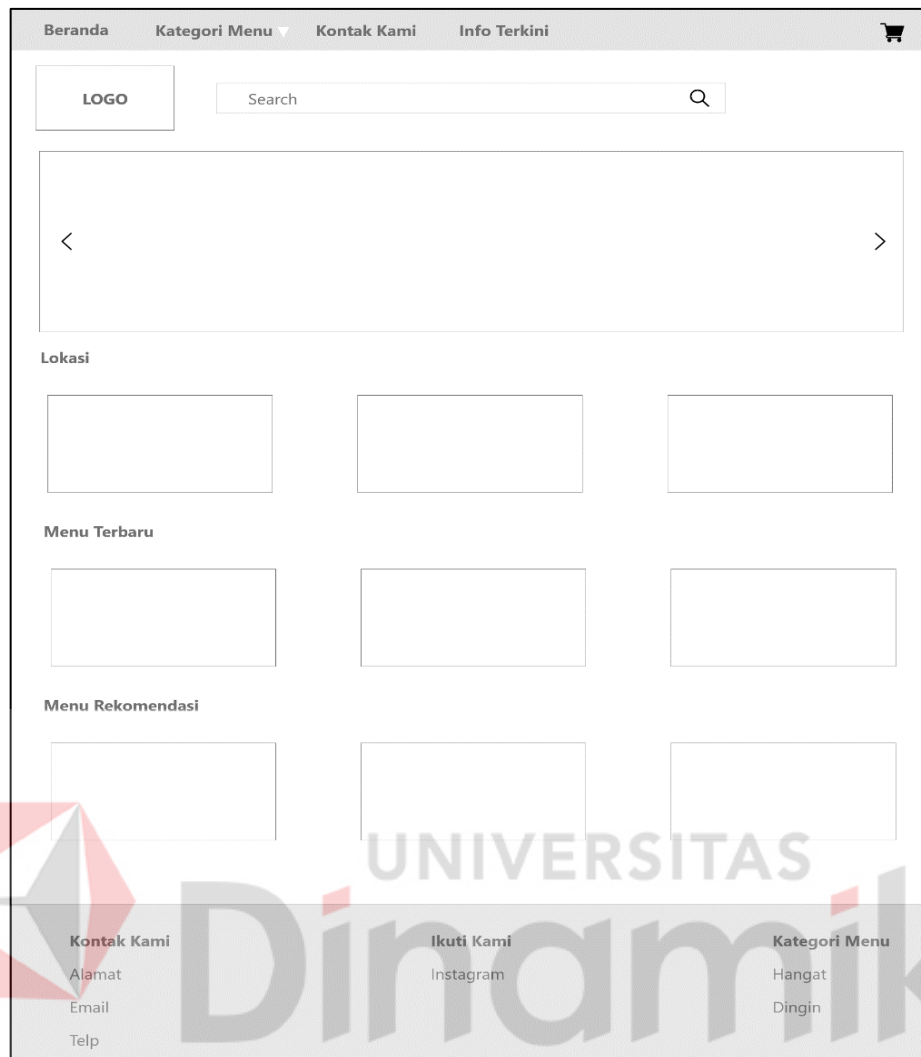 Beranda Kategori Menu Kontak Kami Info Terkini
LOGO
Search
Lokasi
Menu Terbaru
Menu Rekomendasi
UNIVERSITAS
Dinamik
Kontak Kami Ikuti Kami Kategori Menu
Alamat Instagram Hangat
Email Dingin
Telp